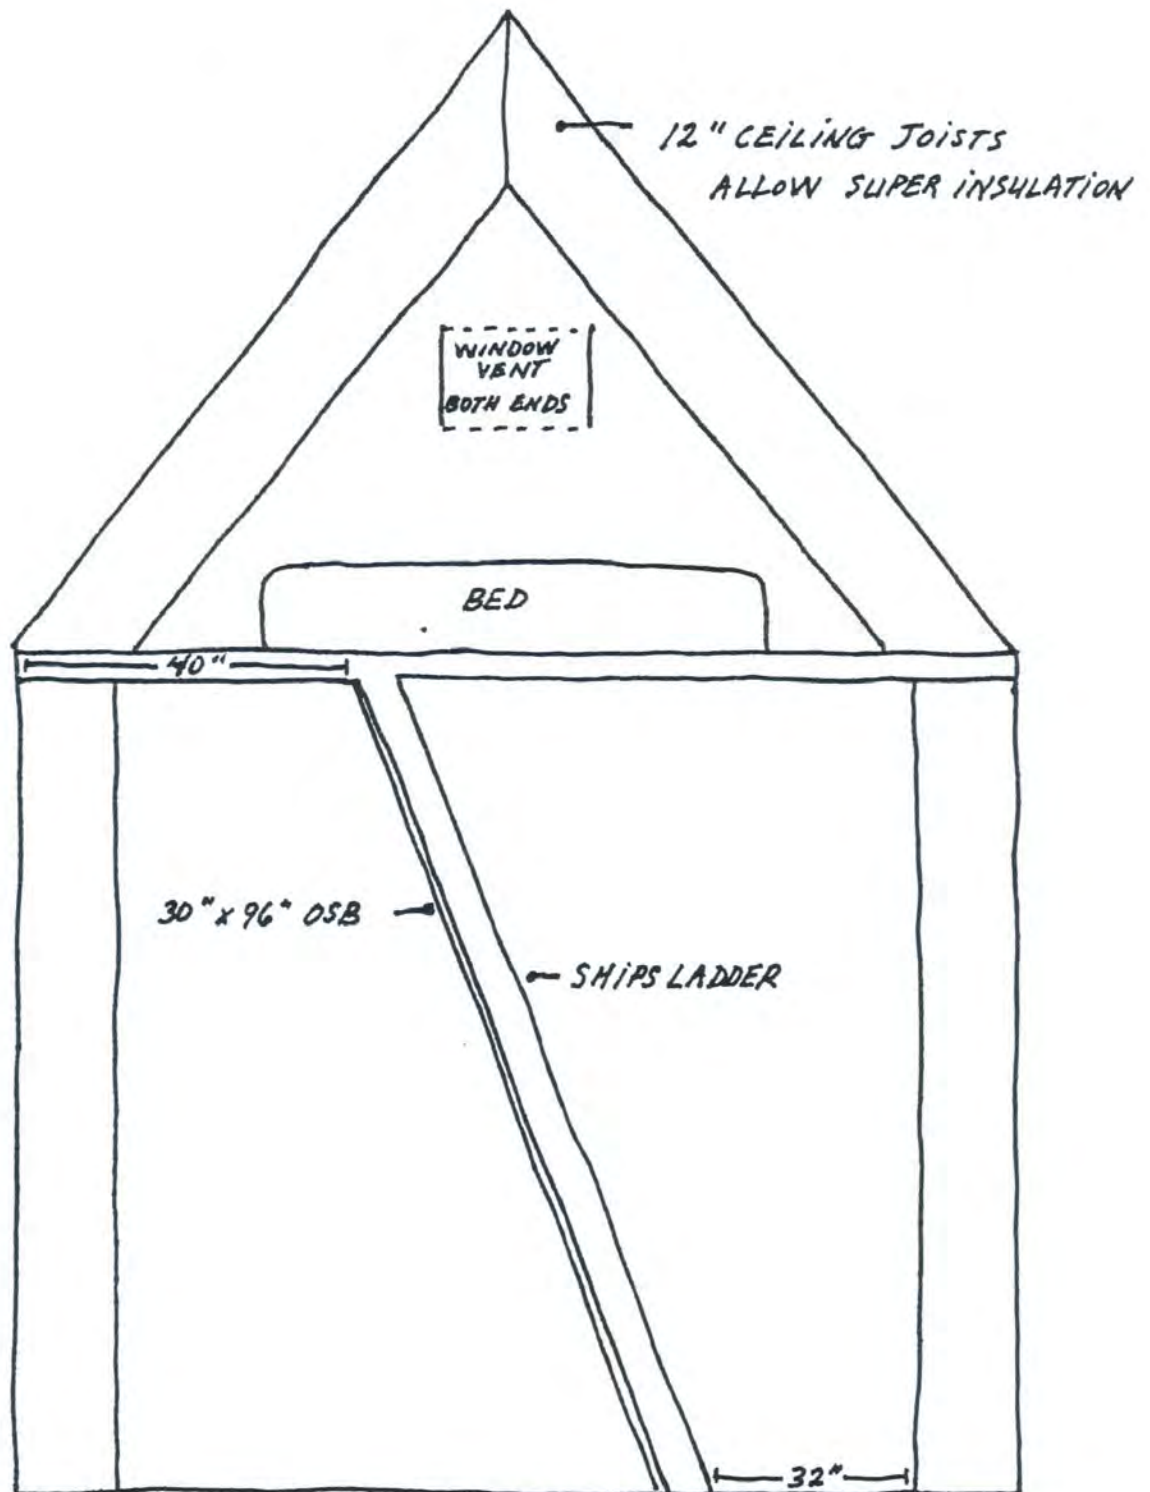 12" CEILING JOISTS
ALLOW SUPER INSULATION
WINDOW
VENT
BOTH ENDS
BED
40"
30" x 96" OSB
SHIPS LADDER
32"